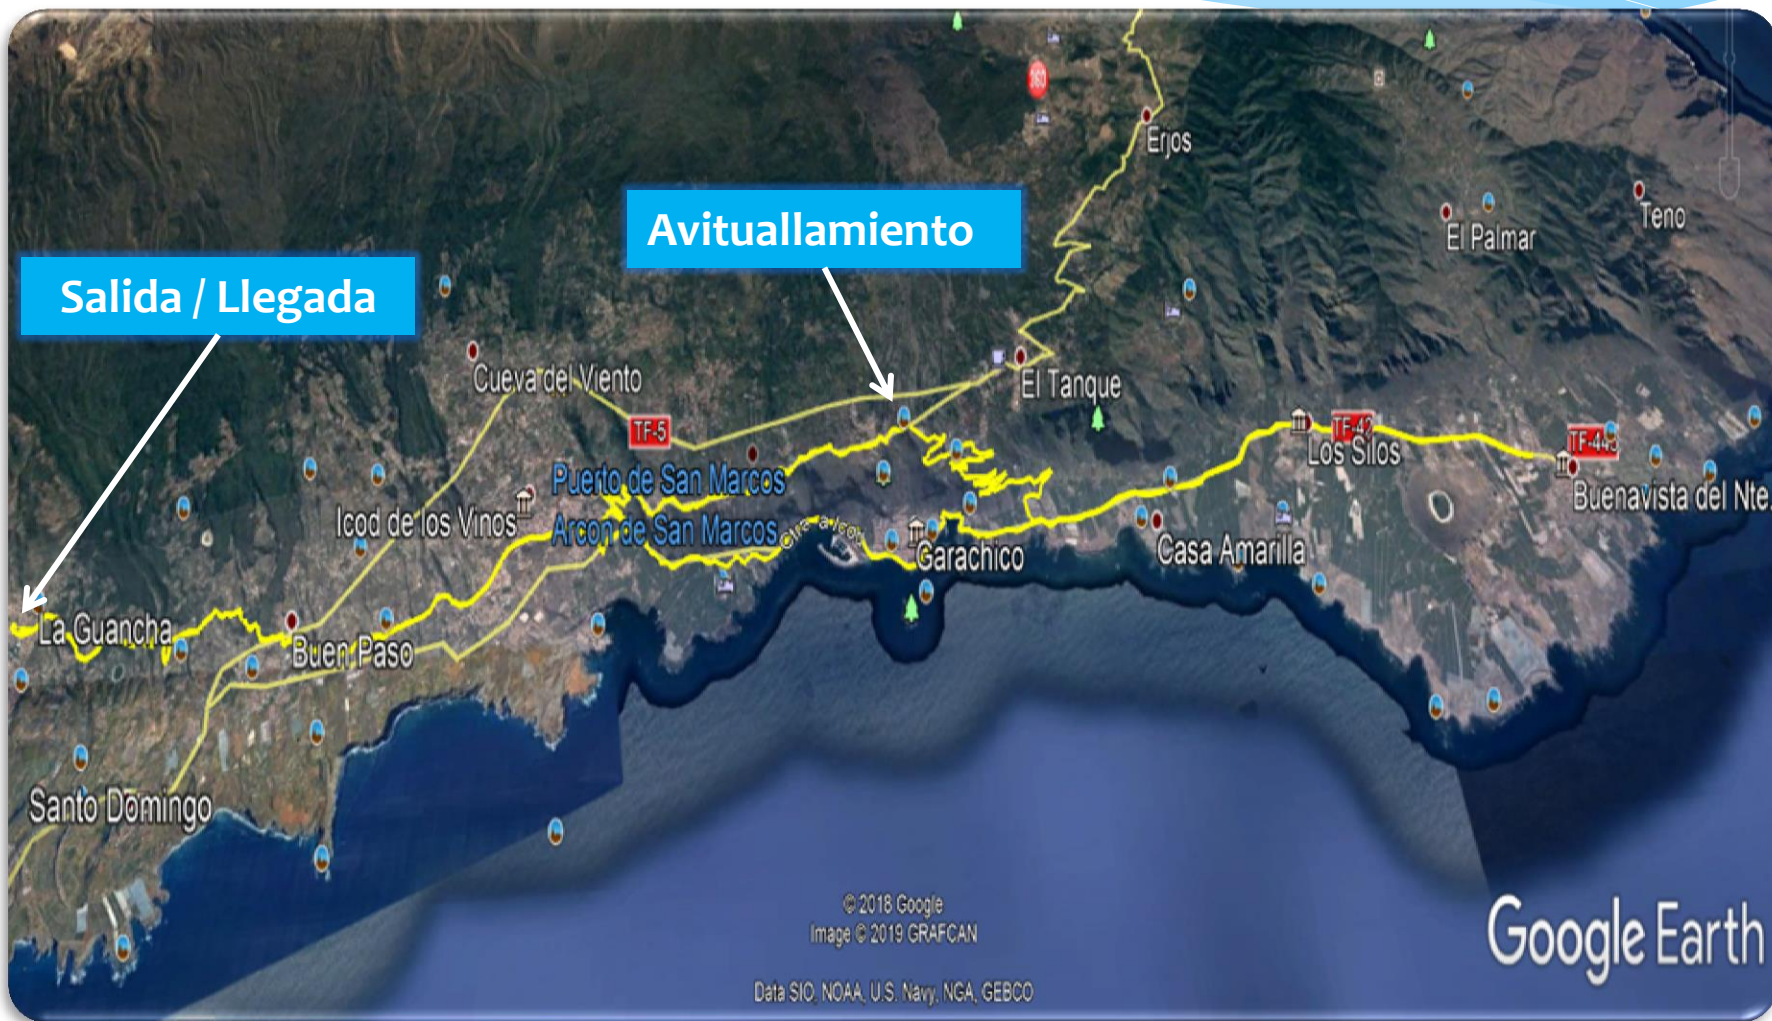 Erjos
Teno
El Palmar
Avituallamiento
Salida / Llegada
Cueva del Viento
El Tanque
TF-5
TF-42
Los Silos
Puerto de San Marcos
Icod de los Vinos
Arcon de San Marcos
Buenavista del Nte.
Garachico
Casa Amarilla
La Guancha
Buen Paso
Santo Domingo
© 2018 Google
Image © 2019 GRAFCAN
Data SIO, NOAA, U.S. Navy, NGA, GEBCO
Google Earth